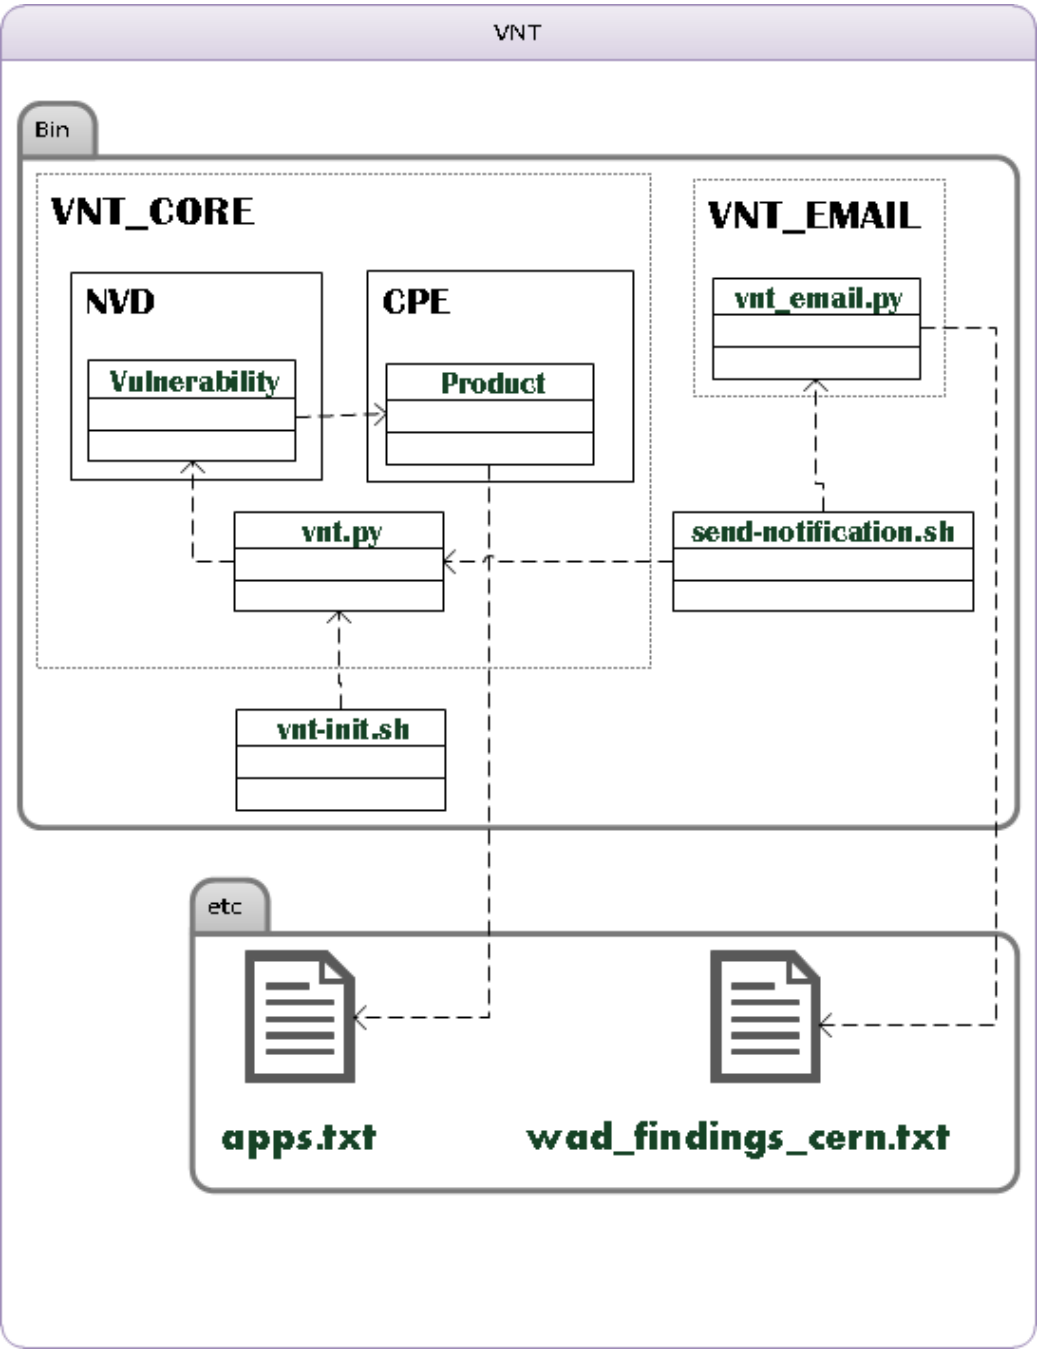 VNT
Bin
VNT_CORE
VNT_EMAIL
NVD
CPE
vnt_email.py
Vulnerability
Product
vnt.py
send-notification.sh
vnt-init.sh
etc
apps.txt
wad_findings_cern.txt